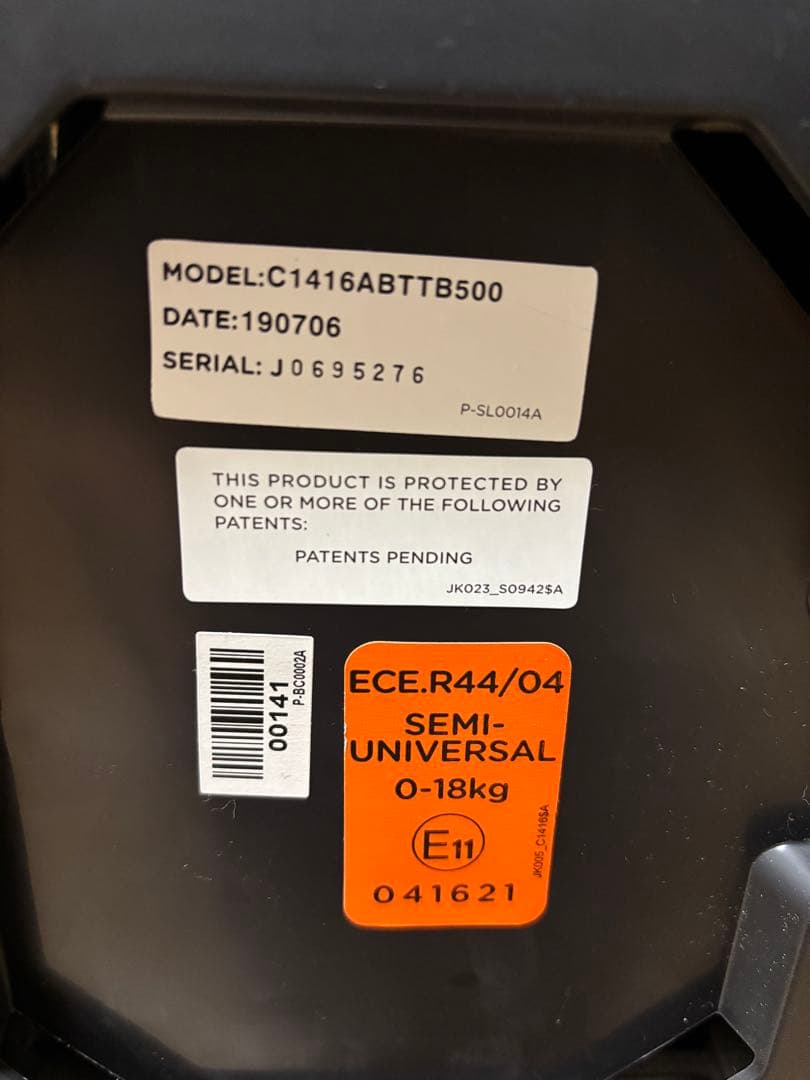 MODEL:C1416ABTTB500
DATE:190706
SERIAL: J0695276
P-SL0014A
THIS PRODUCT IS PROTECTED BY
ONE OR MORE OF THE FOLLOWING
PATENTS:
PATENTS PENDING
JK023_S0942$A
00141
P-BC0002A
ECE.R44/04
SEMI-
UNIVERSAL
0-18kg
E11
JK005_C1416$A
041621